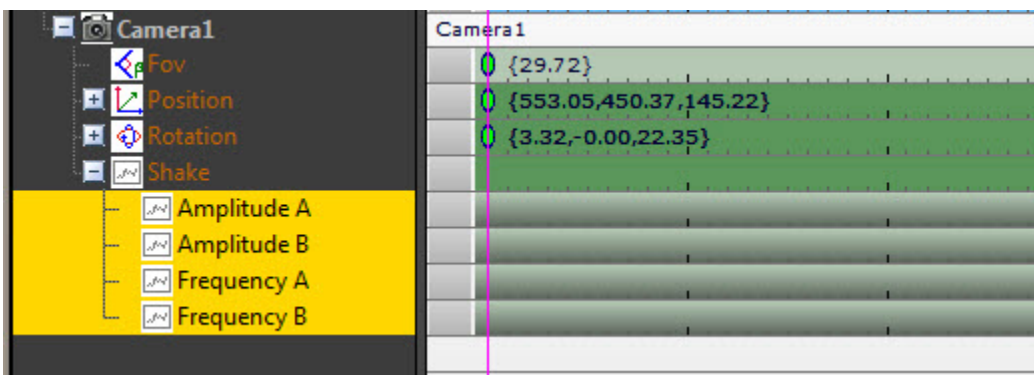 Camera1 Camera1
Fov {29.72}
Position {553.05,450.37,145.22}
Rotation {3.32,-0.00,22.35}
Shake
Amplitude A
Amplitude B
Frequency A
Frequency B